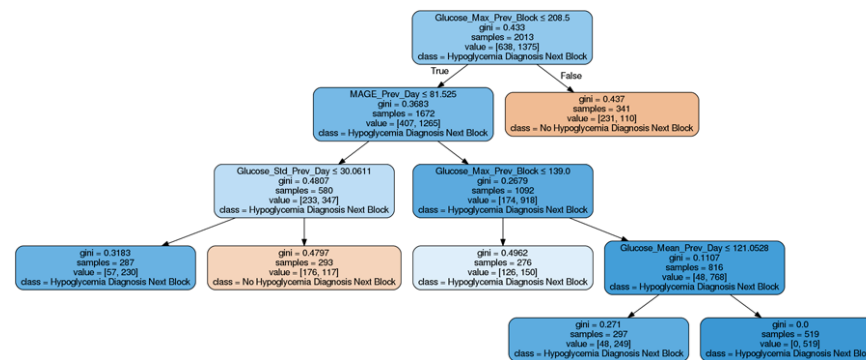 Glucose_Max_Prev_Block ≤ 208.5
gini = 0.433
samples = 2013
value = [638, 1375]
class = Hypoglycemia Diagnosis Next Block
True
False
MAGE_Prev_Day ≤ 81.525
gini = 0.3683
samples = 1672
value = [407, 1265]
class = Hypoglycemia Diagnosis Next Block
gini = 0.437
samples = 341
value = [231, 110]
class = No Hypoglycemia Diagnosis Next Block
Glucose_Std_Prev_Day ≤ 30.0611
gini = 0.4807
samples = 580
value = [233, 347]
class = Hypoglycemia Diagnosis Next Block
Glucose_Max_Prev_Block ≤ 139.0
gini = 0.2679
samples = 1092
value = [174, 918]
class = Hypoglycemia Diagnosis Next Block
gini = 0.3183
samples = 287
value = [57, 230]
class = Hypoglycemia Diagnosis Next Block
gini = 0.4797
samples = 293
value = [176, 117]
class = No Hypoglycemia Diagnosis Next Block
gini = 0.4962
samples = 276
value = [126, 150]
class = Hypoglycemia Diagnosis Next Block
Glucose_Mean_Prev_Day ≤ 121.0528
gini = 0.1107
samples = 816
value = [48, 768]
class = Hypoglycemia Diagnosis Next Block
gini = 0.271
samples = 297
value = [48, 249]
class = Hypoglycemia Diagnosis Next Block
gini = 0.0
samples = 519
value = [0, 519]
class = Hypoglycemia Diagnosis Next Block